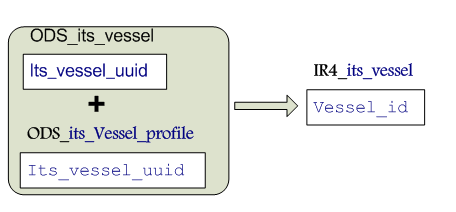 ODS_its_vessel
Its_vessel_uuid
+
ODS_its_Vessel_profile
Its_vessel_uuid
IR4_its_vessel
Vessel_id